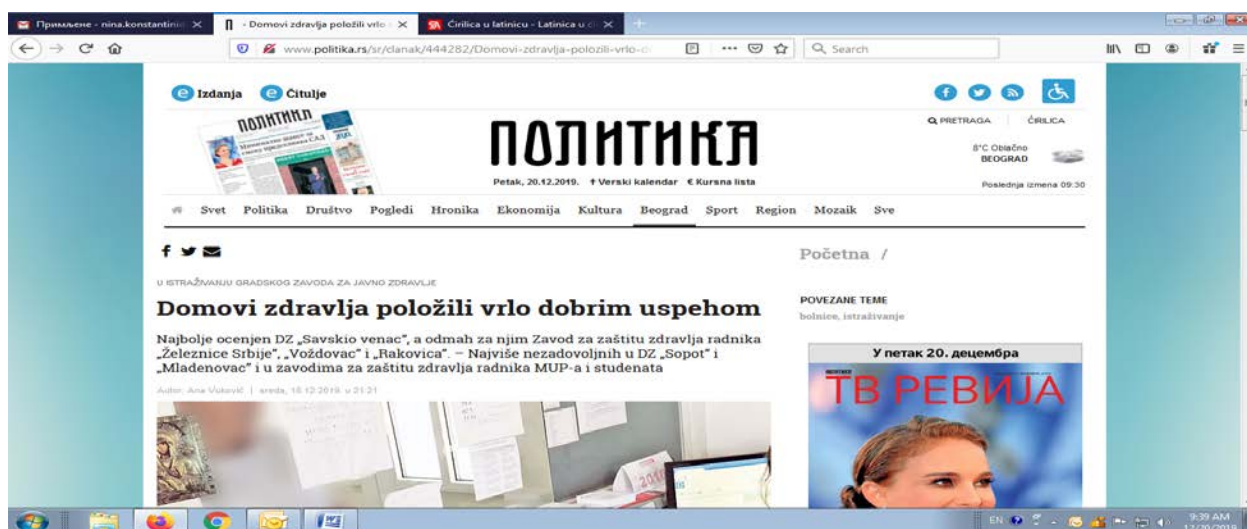 Примљене - nina.konstantini
- Domovi zdravlja položili vrlo
Ćirilica u latinicu - Latinica u
www.politika.rs/sr/clanak/444282/Domovi-zdravlja-polozili-vrlo-d
Search
Izdanja
Čitulje
ПОЛИТИКА
ПОЛИТИКА
PRETRAGA
ĆIRILICA
8°C Oblačno
BEOGRAD
Petak, 20.12.2019. Verski kalendar € Kursna lista
Poslednja izmena 09:30
Svet Politika Društvo Pogledi Hronika Ekonomija Kultura Beograd Sport Region Mozaik Sve
Početna /
U ISTRAŽIVANJU GRADSKOG ZAVODA ZA JAVNO ZDRAVLJE
Domovi zdravlja položili vrlo dobrim uspehom
Najbolje ocenjen DZ „Savskio venac”, a odmah za njim Zavod za zaštitu zdravlja radnika
„Železnice Srbije”, „Voždovac” i „Rakovica”. – Najviše nezadovoljnih u DZ „Sopot” i
„Mladenovac” i u zavodima za zaštitu zdravlja radnika MUP-a i studenata
Autor: Ana Vuković | sreda, 18.12.2019. u 21:21
POVEZANE TEME
bolnice, istraživanje
У петак 20. децембра
ТВ РЕВИЈА
EN
9:39 AM
12/20/2019